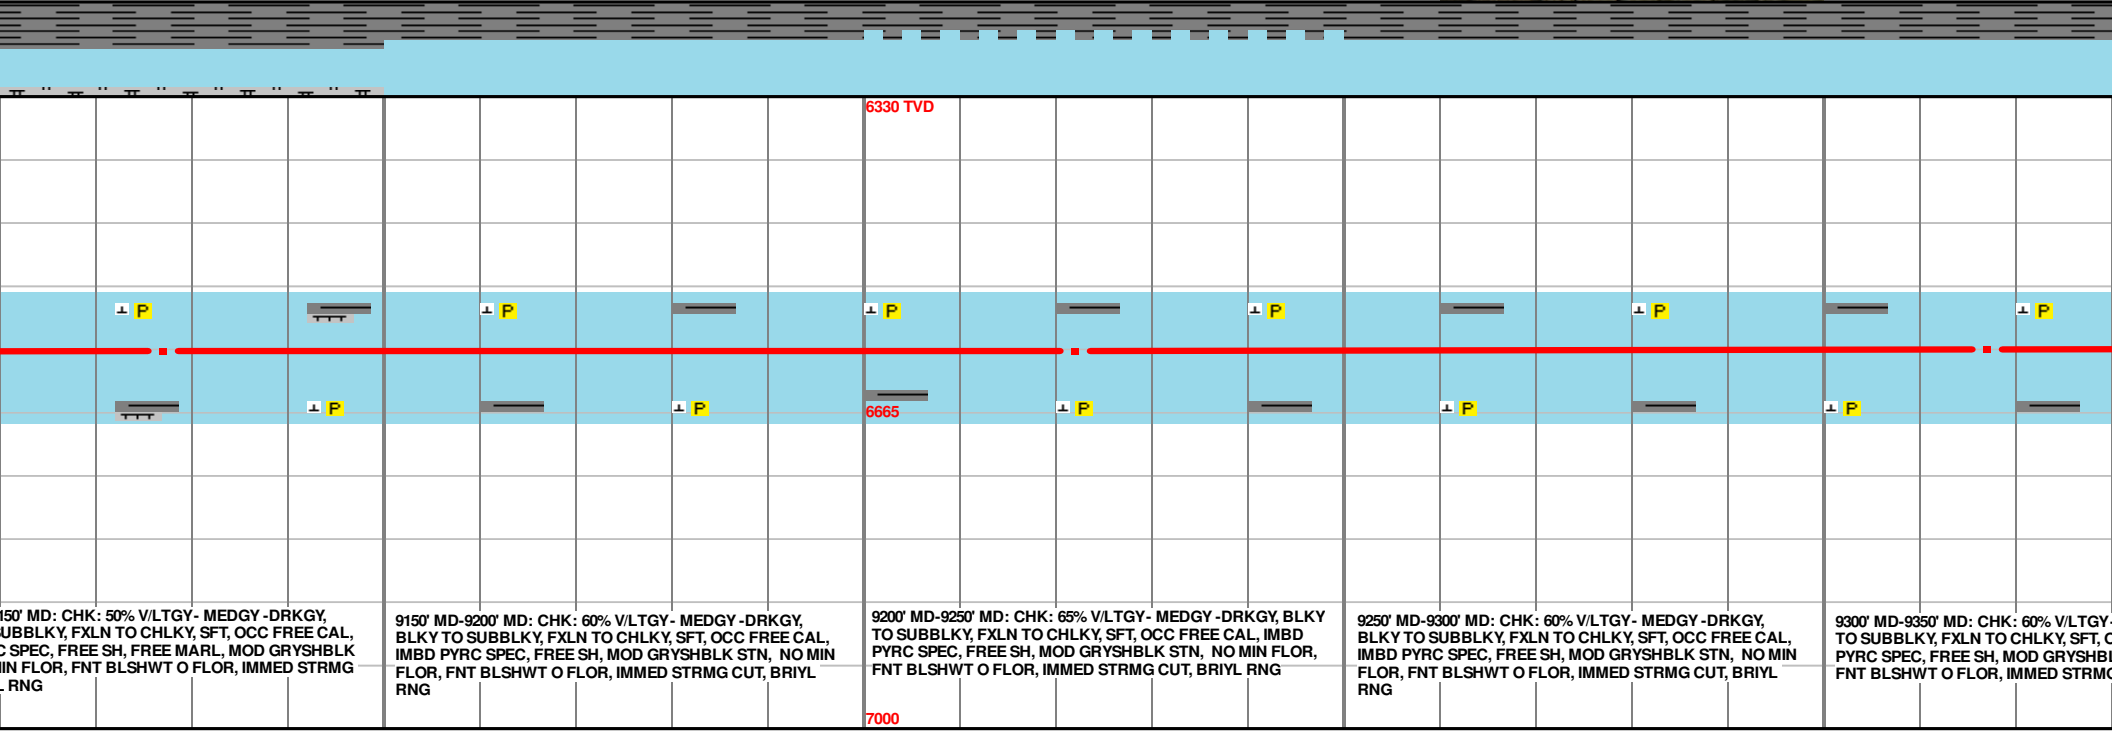 6330 TVD
P
P
P
P
P
P
P
P
P
6665
P
P
P
150' MD: CHK: 50% V/LTGY- MEDGY -DRKGY,
UBBLKY, FXLN TO CHLKY, SFT, OCC FREE CAL,
C SPEC, FREE SH, FREE MARL, MOD GRYSHBLK
IN FLOR, FNT BLSHWT O FLOR, IMMED STRMG
RNG
9150' MD-9200' MD: CHK: 60% V/LTGY- MEDGY -DRKGY,
BLKY TO SUBBLKY, FXLN TO CHLKY, SFT, OCC FREE CAL,
IMBD PYRC SPEC, FREE SH, MOD GRYSHBLK STN, NO MIN
FLOR, FNT BLSHWT O FLOR, IMMED STRMG CUT, BRIYL
RNG
9200' MD-9250' MD: CHK: 65% V/LTGY- MEDGY -DRKGY, BLKY
TO SUBBLKY, FXLN TO CHLKY, SFT, OCC FREE CAL, IMBD
PYRC SPEC, FREE SH, MOD GRYSHBLK STN, NO MIN FLOR,
FNT BLSHWT O FLOR, IMMED STRMG CUT, BRIYL RNG
9250' MD-9300' MD: CHK: 60% V/LTGY- MEDGY -DRKGY,
BLKY TO SUBBLKY, FXLN TO CHLKY, SFT, OCC FREE CAL,
IMBD PYRC SPEC, FREE SH, MOD GRYSHBLK STN, NO MIN
FLOR, FNT BLSHWT O FLOR, IMMED STRMG CUT, BRIYL
RNG
9300' MD-9350' MD: CHK: 60% V/LTGY-
TO SUBBLKY, FXLN TO CHLKY, SFT, O
PYRC SPEC, FREE SH, MOD GRYSHBL
FNT BLSHWT O FLOR, IMMED STRMG
7000